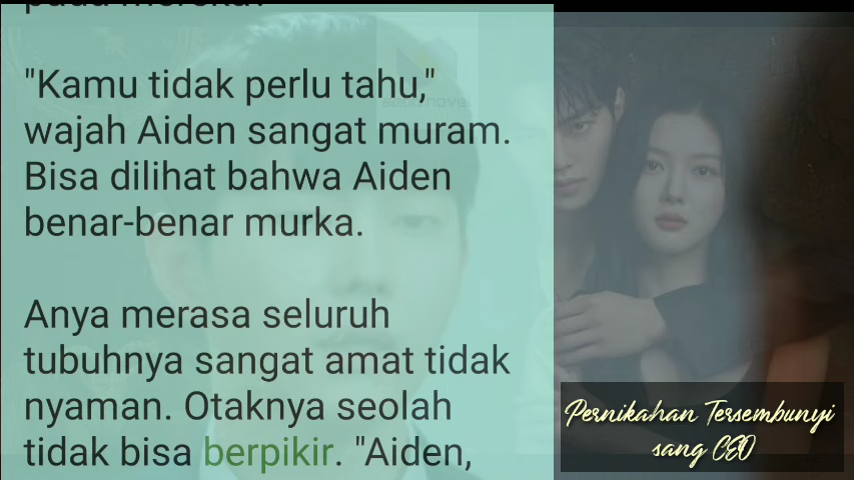 "Kamu tidak perlu tahu,"
wajah Aiden sangat muram.
Bisa dilihat bahwa Aiden
benar-benar murka.
Anya merasa seluruh
tubuhnya sangat amat tidak
nyaman. Otaknya seolah
tidak bisa berpikir. "Aiden,
Pernikahan Tersembunyi
sang CEO